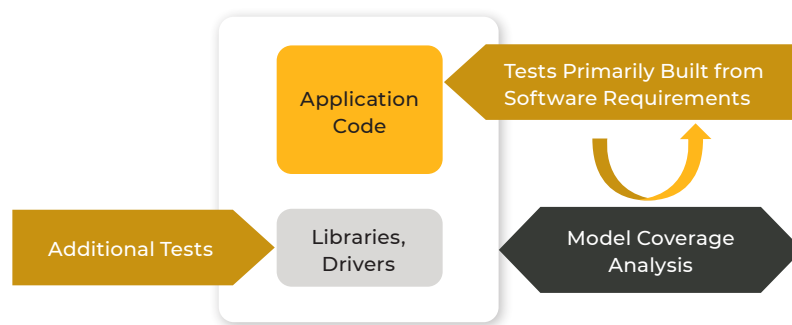 Application
Code
Tests Primarily Built from
Software Requirements
Additional Tests
Libraries,
Drivers
Model Coverage
Analysis